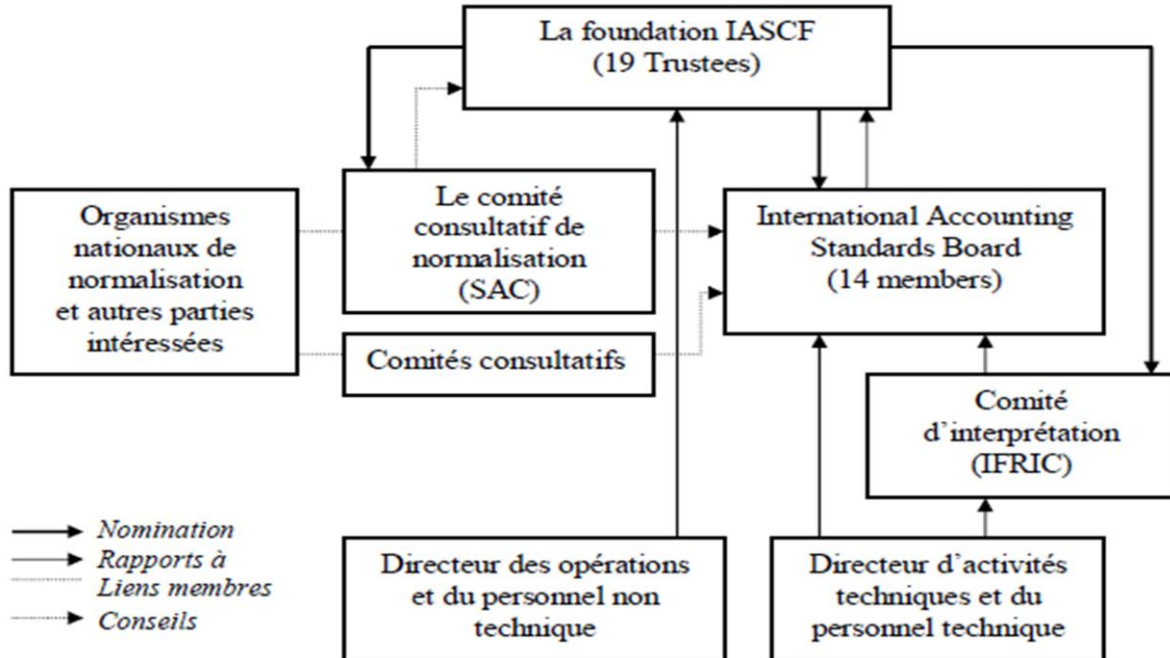 La foundation IASCF
(19 Trustees)
Organismes
nationaux de
normalisation
et autres parties
intéressées
Le comité
consultatif de
normalisation
(SAC)
International Accounting
Standards Board
(14 members)
Comités consultatifs
Comité
d'interprétation
(IFRIC)
Nomination
Rapports à
Liens membres
Conseils
Directeur des opérations
et du personnel non
technique
Directeur d'activités
techniques et du
personnel technique